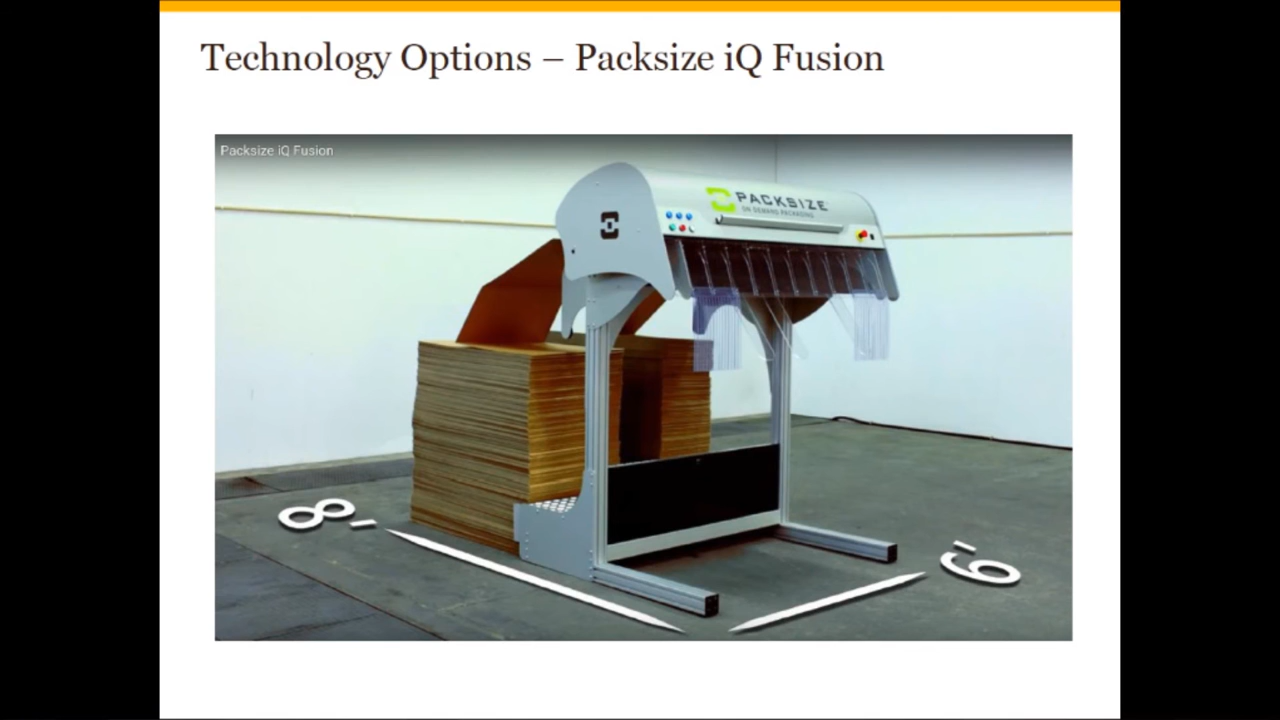 Technology Options – Packsize iQ Fusion
Packsize iQ Fusion
PACKSIZE
ON DEMAND PACKAGING
8'
6'